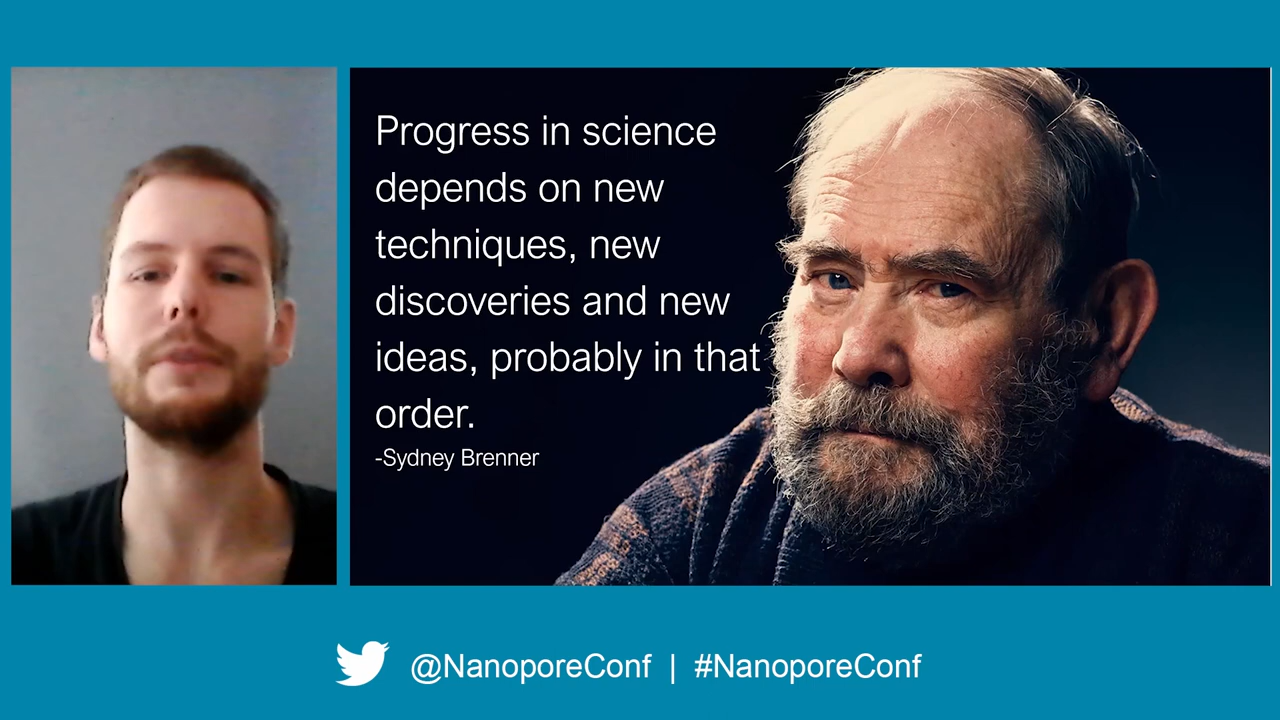 Progress in science
depends on new
techniques, new
discoveries and new
ideas, probably in that
order.
-Sydney Brenner
@NanoporeConf | #NanoporeConf